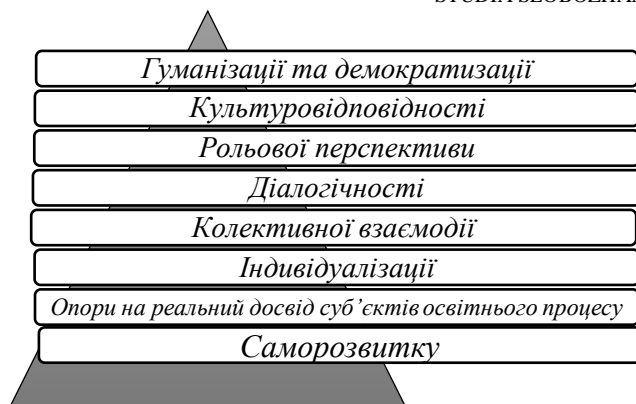 Гуманізації та демократизації
Культуровідповідності
Рольової перспективи
Діалогічності
Колективної взаємодії
Індивідуалізації
Опори на реальний досвід суб’єктів освітнього процесу
Саморозвитку